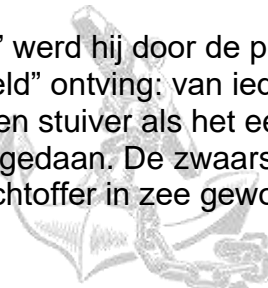 ” werd hij door de p
eld” ontving: van iec
en stuiver als het ee
gedaan. De zwaars
chtoffer in zee gewo